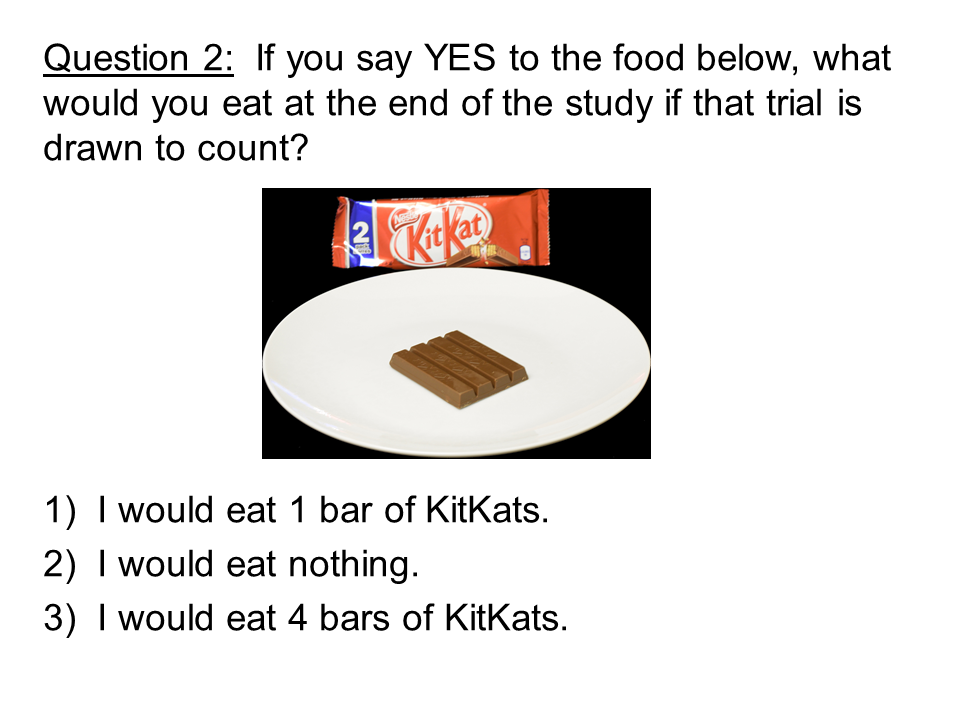 Question 2: If you say YES to the food below, what
would you eat at the end of the study if that trial is
drawn to count?
2
Nestlé
KitKat
1) I would eat 1 bar of KitKats.
2) I would eat nothing.
3) I would eat 4 bars of KitKats.